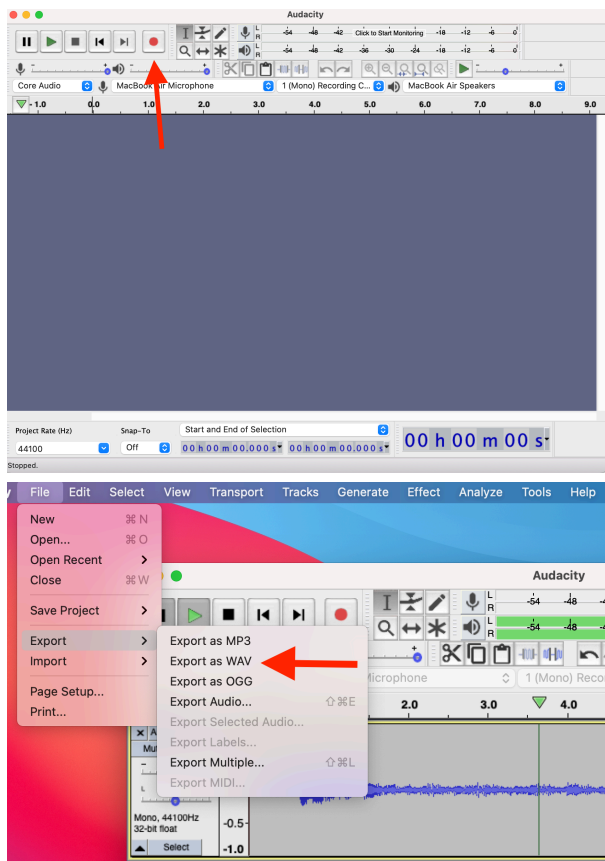 Audacity
L
R
-54 -48 -42 Click to Start Monitoring -18 -12 -6 0
L
R
-54 -48 -42 -36 -30 -24 -18 -12 -6 0
Core Audio MacBook Air Microphone 1 (Mono) Recording C... MacBook Air Speakers
-1.0 0.0 1.0 2.0 3.0 4.0 5.0 6.0 7.0 8.0 9.0
Project Rate (Hz) Snap-To Start and End of Selection
44100 Off 00 h 00 m 00.000 s 00 h 00 m 00.000 s 00 h 00 m 00 s
Stopped.
File Edit Select View Transport Tracks Generate Effect Analyze Tools Help
New ⌘ N
Open... ⌘ O
Open Recent >
Close ⌘ W
Audacity
Save Project >
L
R
-54 -48
Export >
Import >
L
R
-54 -48
Page Setup...
Print...
Export as MP3
Export as WAV
Export as OGG
Export Audio... ⇧⌘E
Export Selected Audio...
Export Labels...
Export Multiple... ⇧⌘L
Export MIDI...
1 (Mono) Reco
2.0 3.0 4.0
L
Mono, 44100Hz
32-bit float
Select
-0.5
-1.0